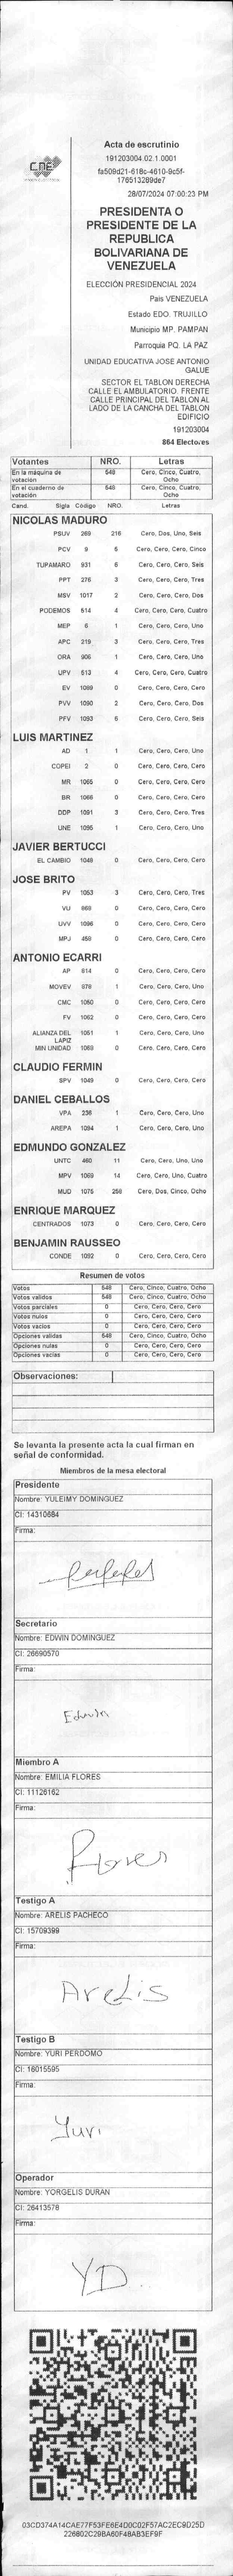 CNE
Acta de escrutinio
191203004.02.1.0001
fa509d21-618c-4610-9c5f-
176513289de7
28/07/2024 07:00:23 PM
PRESIDENTA O
PRESIDENTE DE LA
REPUBLICA
BOLIVARIANA DE
VENEZUELA
ELECCIÓN PRESIDENCIAL 2024
País VENEZUELA
Estado EDO. TRUJILLO
Municipio MP. PAMPAN
Parroquia PQ. LA PAZ
UNIDAD EDUCATIVA JOSE ANTONIO
GALUE
SECTOR EL TABLON DERECHA
CALLE EL AMBULATORIO. FRENTE
CALLE PRINCIPAL DEL TABLON AL
LADO DE LA CANCHA DEL TABLON
EDIFICIO
191203004
864 Electores
Votantes NRO. Letras
En la máquina de votación 548 Cero, Cinco, Cuatro, Ocho
En el cuaderno de votación 548 Cero, Cinco, Cuatro, Ocho
Cand. Sigla Código NRO. Letras
NICOLAS MADURO
PSUV 269 216 Cero, Dos, Uno, Seis
PCV 9 5 Cero, Cero, Cero, Cinco
TUPAMARO 931 6 Cero, Cero, Cero, Seis
PPT 276 3 Cero, Cero, Cero, Tres
MSV 1017 2 Cero, Cero, Cero, Dos
PODEMOS 514 4 Cero, Cero, Cero, Cuatro
MEP 6 1 Cero, Cero, Cero, Uno
APC 219 3 Cero, Cero, Cero, Tres
ORA 906 1 Cero, Cero, Cero, Uno
UPV 513 4 Cero, Cero, Cero, Cuatro
EV 1089 0 Cero, Cero, Cero, Cero
PVV 1090 2 Cero, Cero, Cero, Dos
PFV 1093 6 Cero, Cero, Cero, Seis
LUIS MARTINEZ
AD 1 1 Cero, Cero, Cero, Uno
COPEI 2 0 Cero, Cero, Cero, Cero
MR 1065 0 Cero, Cero, Cero, Cero
BR 1066 0 Cero, Cero, Cero, Cero
DDP 1091 3 Cero, Cero, Cero, Tres
UNE 1095 1 Cero, Cero, Cero, Uno
JAVIER BERTUCCI
EL CAMBIO 1048 0 Cero, Cero, Cero, Cero
JOSE BRITO
PV 1053 3 Cero, Cero, Cero, Tres
VU 668 0 Cero, Cero, Cero, Cero
UVV 1096 0 Cero, Cero, Cero, Cero
MPJ 458 0 Cero, Cero, Cero, Cero
ANTONIO ECARRI
AP 614 0 Cero, Cero, Cero, Cero
MOVEV 978 1 Cero, Cero, Cero, Uno
CMC 1050 0 Cero, Cero, Cero, Cero
FV 1062 0 Cero, Cero, Cero, Cero
ALIANZA DEL LAPIZ 1051 1 Cero, Cero, Cero, Uno
MIN UNIDAD 1069 0 Cero, Cero, Cero, Cero
CLAUDIO FERMIN
SPV 1049 0 Cero, Cero, Cero, Cero
DANIEL CEBALLOS
VPA 236 1 Cero, Cero, Cero, Uno
AREPA 1094 1 Cero, Cero, Cero, Uno
EDMUNDO GONZALEZ
UNTC 460 11 Cero, Cero, Uno, Uno
MPV 1069 14 Cero, Cero, Uno, Cuatro
MUD 1075 258 Cero, Dos, Cinco, Ocho
ENRIQUE MARQUEZ
CENTRADOS 1073 0 Cero, Cero, Cero, Cero
BENJAMIN RAUSSEO
CONDE 1092 0 Cero, Cero, Cero, Cero
Resumen de votos
Votos 548 Cero, Cinco, Cuatro, Ocho
Votos validos 548 Cero, Cinco, Cuatro, Ocho
Votos parciales 0 Cero, Cero, Cero, Cero
Votos nulos 0 Cero, Cero, Cero, Cero
Votos vacios 0 Cero, Cero, Cero, Cero
Opciones validas 548 Cero, Cinco, Cuatro, Ocho
Opciones nulas 0 Cero, Cero, Cero, Cero
Opciones vacias 0 Cero, Cero, Cero, Cero
Observaciones:
Se levanta la presente acta la cual firman en
señal de conformidad.
Miembros de la mesa electoral
Presidente
Nombre: YULEIMY DOMINGUEZ
CI: 14310684
Firma:
Secretario
Nombre: EDWIN DOMINGUEZ
CI: 26690570
Firma:
Edwin
Miembro A
Nombre: EMILIA FLORES
CI: 11126162
Firma:
Flores
Testigo A
Nombre: ARELIS PACHECO
CI: 15709399
Firma:
Arelis
Testigo B
Nombre: YURI PERDOMO
CI: 16015595
Firma:
Yuri
Operador
Nombre: YORGELIS DURAN
CI: 26413578
Firma:
YD
03CD374A14CAE77F53FE6E4D0C02F57AC2EC9D25D
226802C29BA60F48AB3EF9F